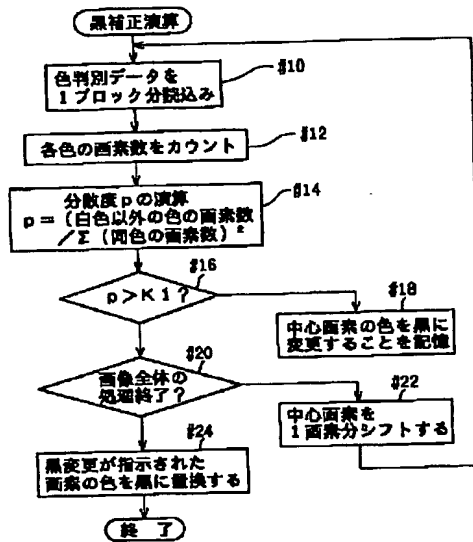 黒補正演算
色判別データを
1ブロック分読込み
#10
各色の画素数をカウント
#12
分散度pの演算
p=(白色以外の色の画素数
/Σ(同色の画素数)²
#14
p>K1?
#16
中心画素の色を黒に
変更することを記憶
#18
画像全体の
処理終了?
#20
中心画素を
1画素分シフトする
#22
黒変更が指示された
画素の色を黒に置換する
#24
終了